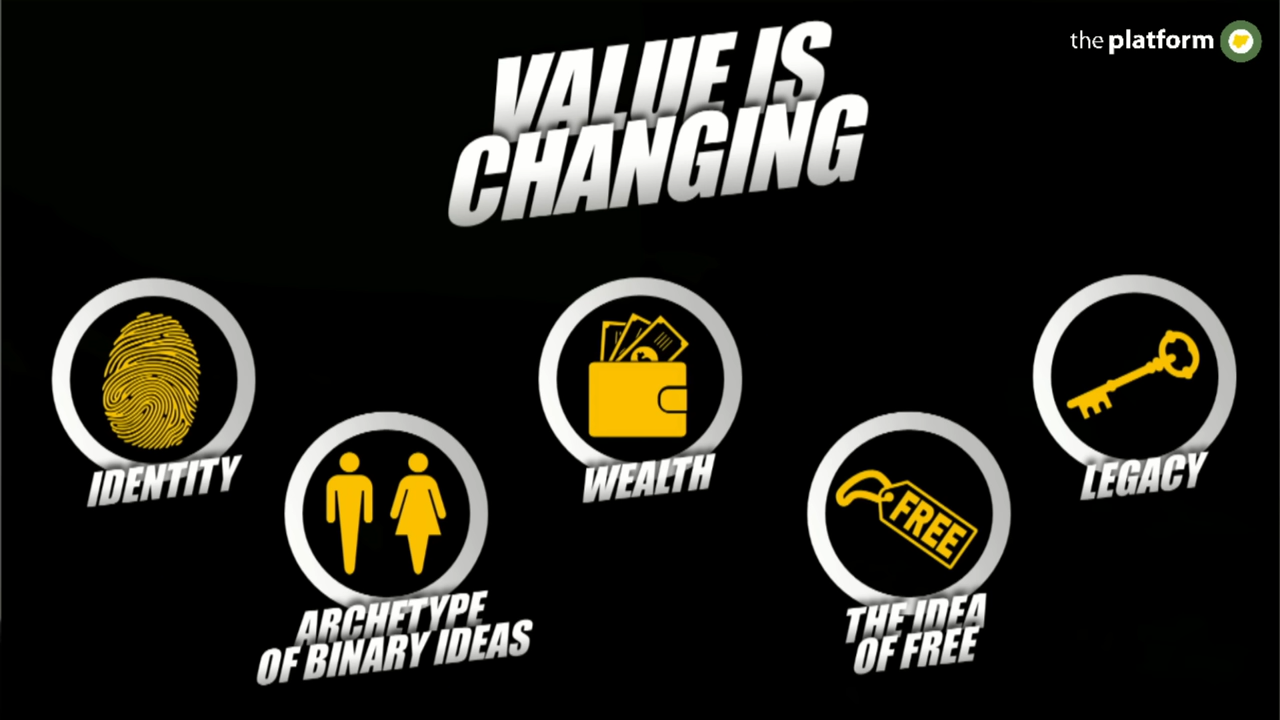 VALUE IS
CHANGING
the platform
IDENTITY
ARCHETYPE
OF BINARY IDEAS
WEALTH
FREE
THE IDEA
OF FREE
LEGACY